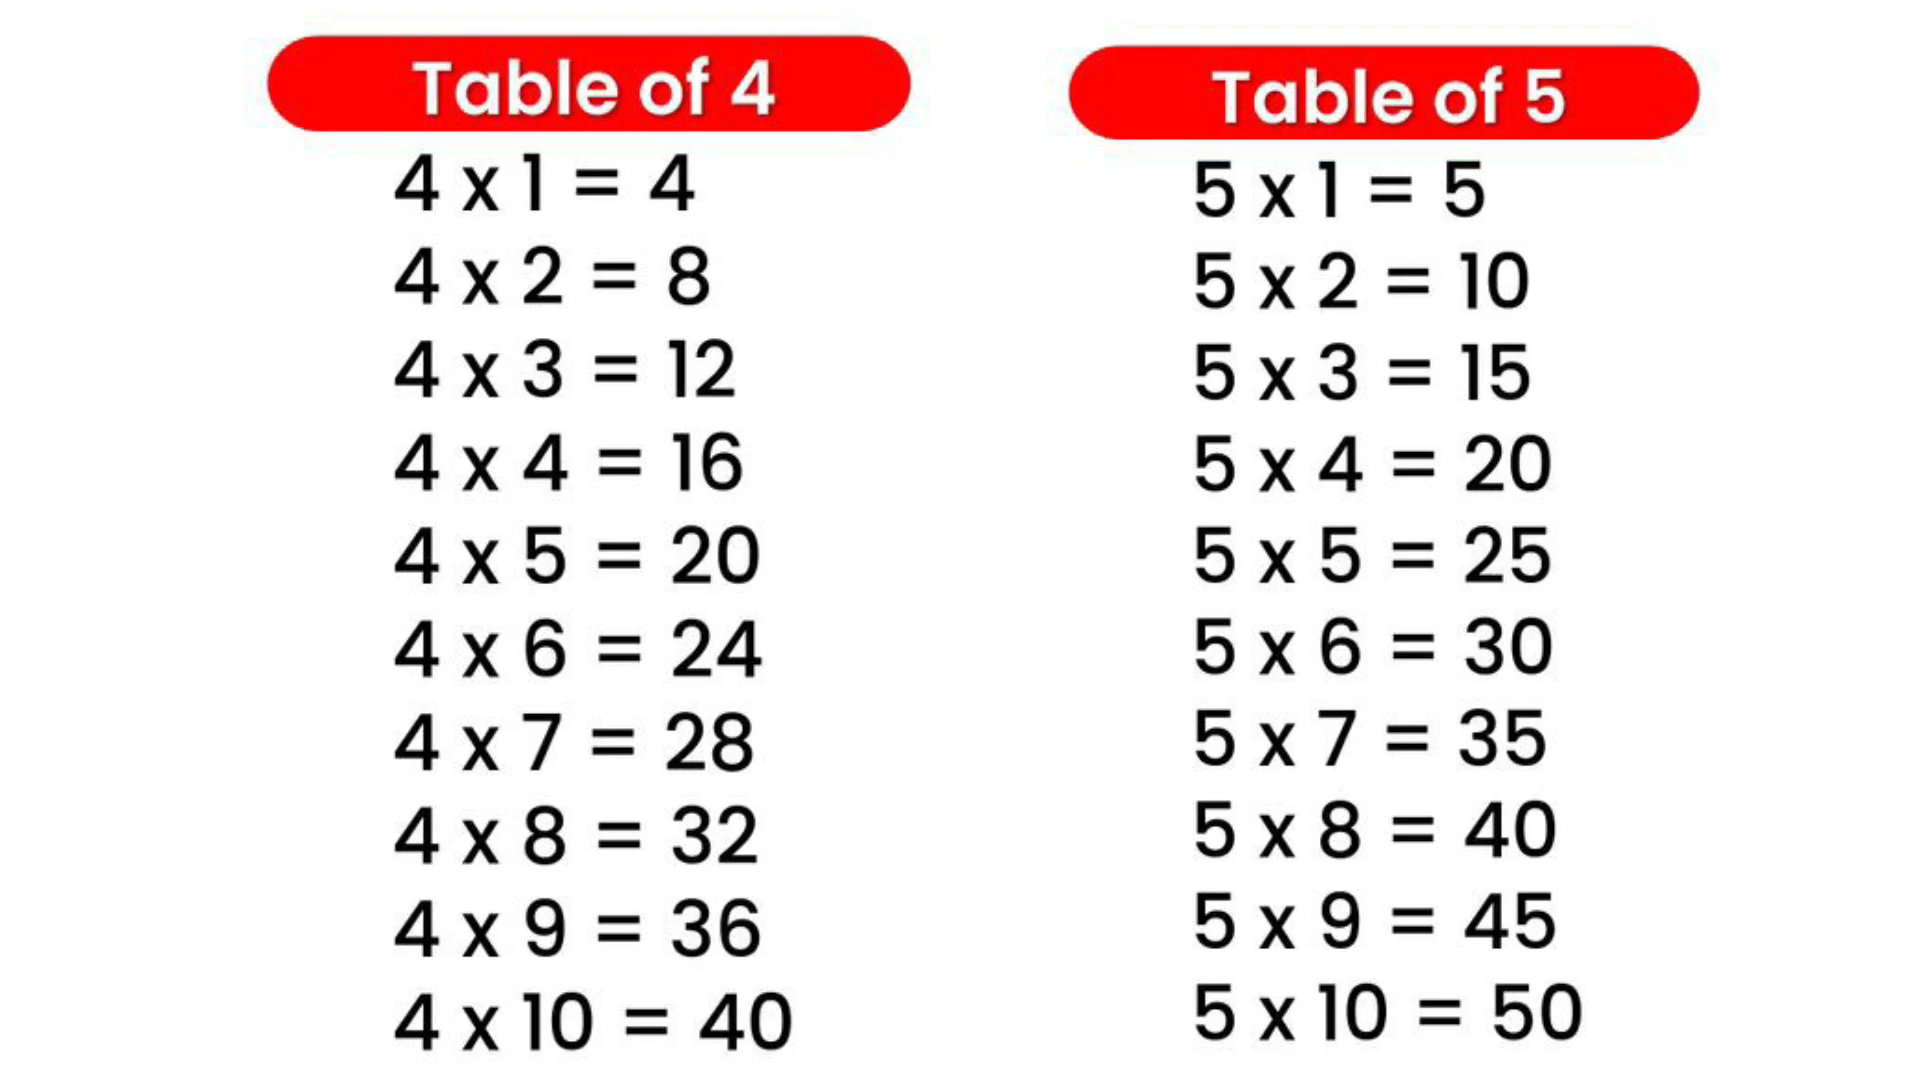 Table of 4
4 x 1 = 4
4 x 2 = 8
4 x 3 = 12
4 x 4 = 16
4 x 5 = 20
4 x 6 = 24
4 x 7 = 28
4 x 8 = 32
4 x 9 = 36
4 x 10 = 40
Table of 5
5 x 1 = 5
5 x 2 = 10
5 x 3 = 15
5 x 4 = 20
5 x 5 = 25
5 x 6 = 30
5 x 7 = 35
5 x 8 = 40
5 x 9 = 45
5 x 10 = 50